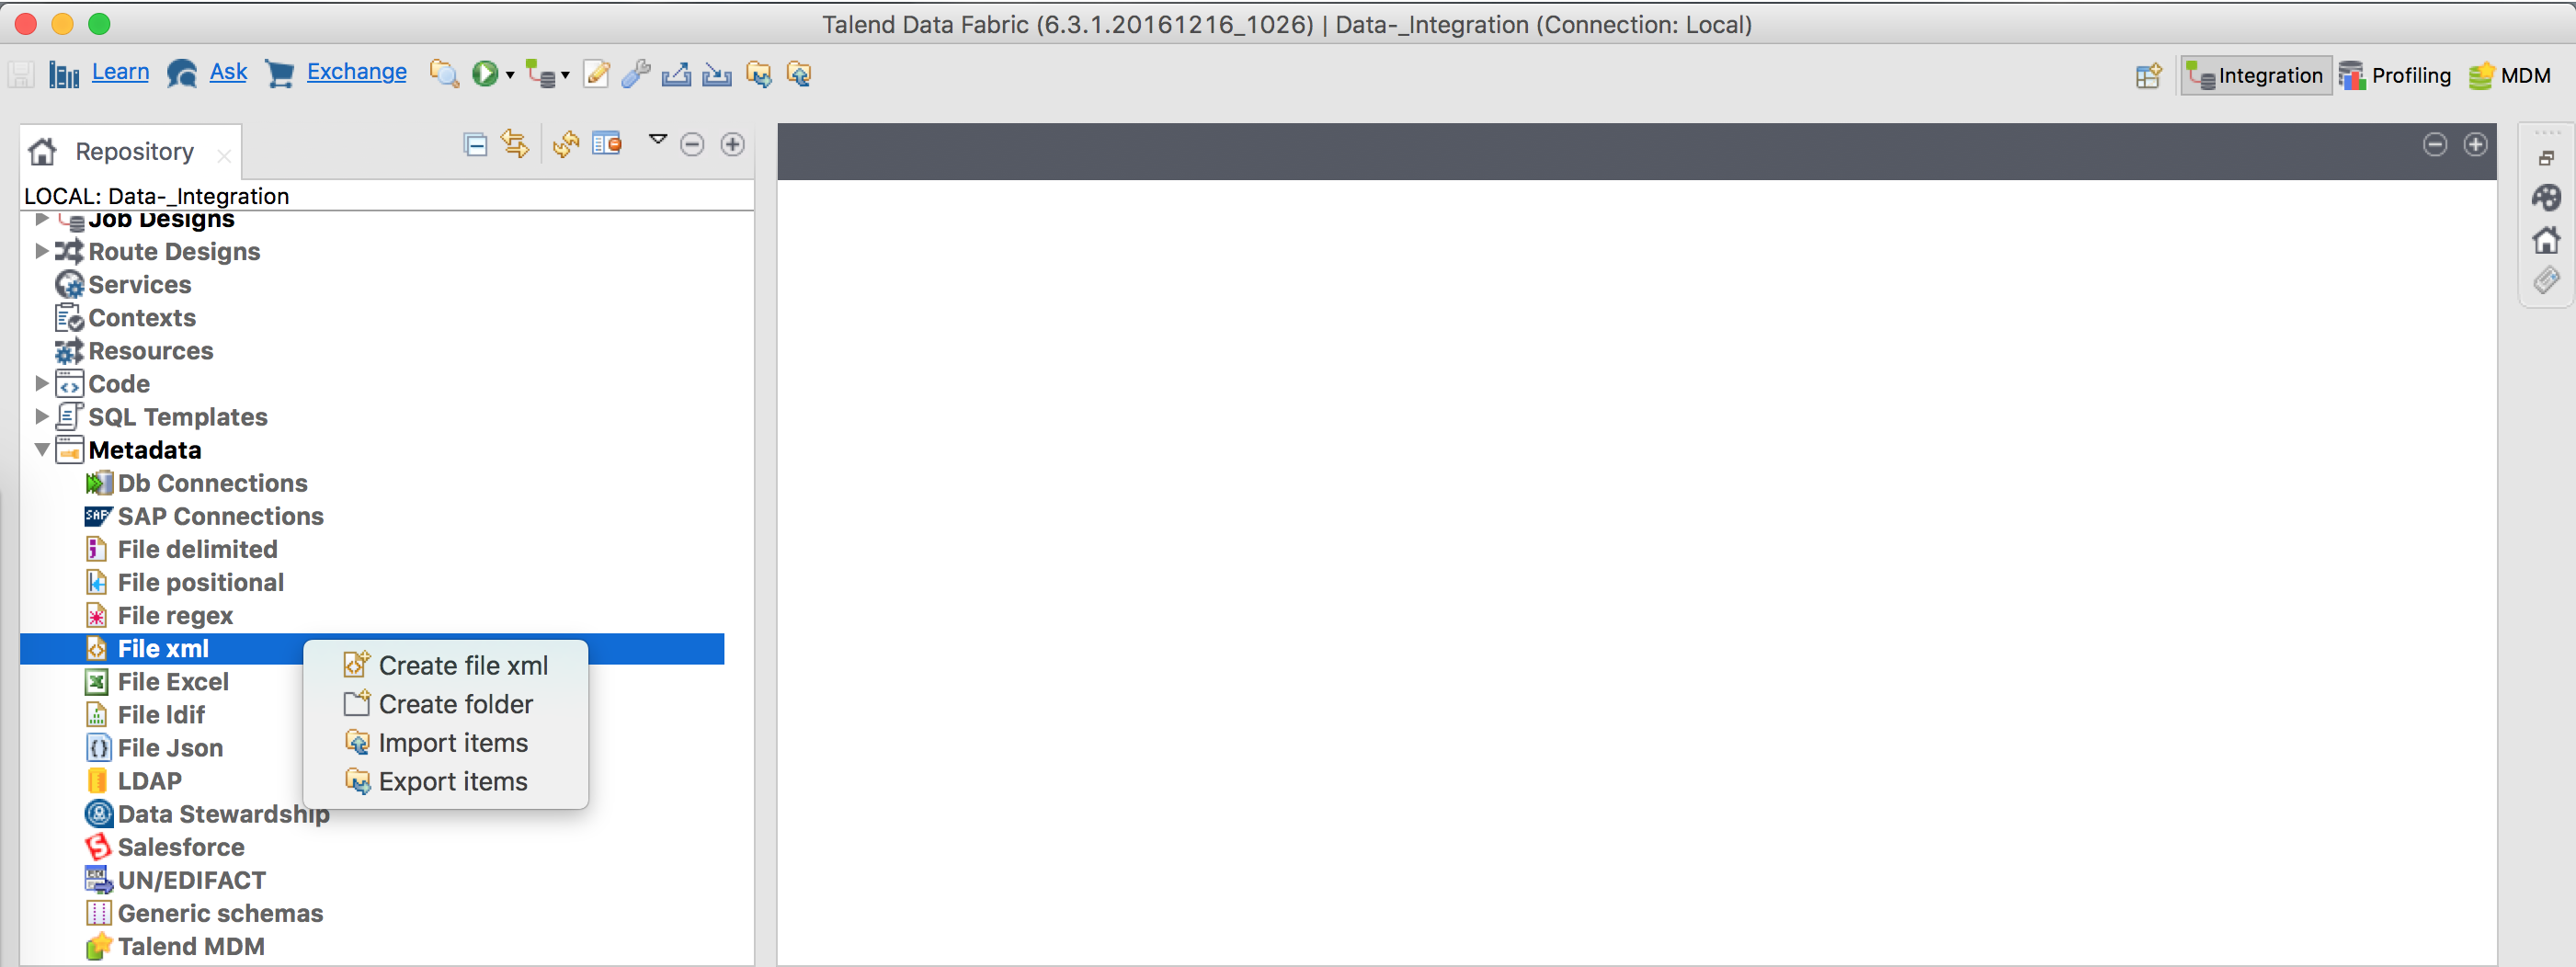 Talend Data Fabric (6.3.1.20161216_1026) | Data-_Integration (Connection: Local)
Learn Ask Exchange Integration Profiling MDM
Repository
LOCAL: Data-_Integration
Job Designs
Route Designs
Services
Contexts
Resources
Code
SQL Templates
Metadata
Db Connections
SAP Connections
File delimited
File positional
File regex
File xml
File Excel
File ldif
File Json
LDAP
Data Stewardship
Salesforce
UN/EDIFACT
Generic schemas
Talend MDM
Create file xml
Create folder
Import items
Export items